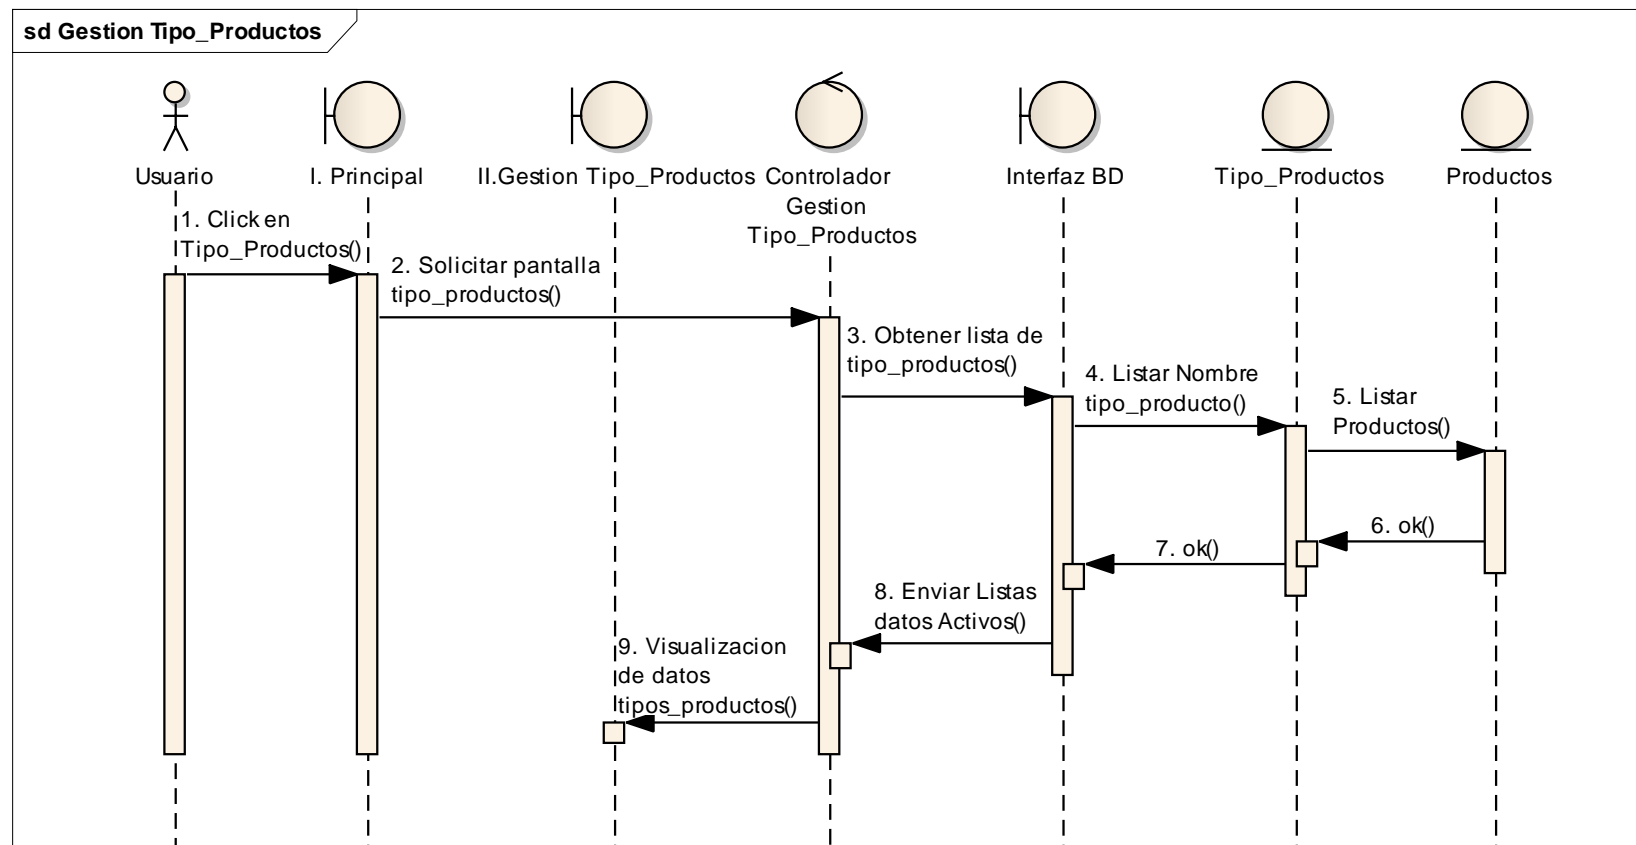 sd Gestion Tipo_Productos
Usuario
I. Principal
II.Gestion Tipo_Productos
Controlador
Gestion
Tipo_Productos
Interfaz BD
Tipo_Productos
Productos
1. Click en
Tipo_Productos()
2. Solicitar pantalla
tipo_productos()
3. Obtener lista de
tipo_productos()
4. Listar Nombre
tipo_producto()
5. Listar
Productos()
6. ok()
7. ok()
8. Enviar Listas
datos Activos()
9. Visualizacion
de datos
tipos_productos()